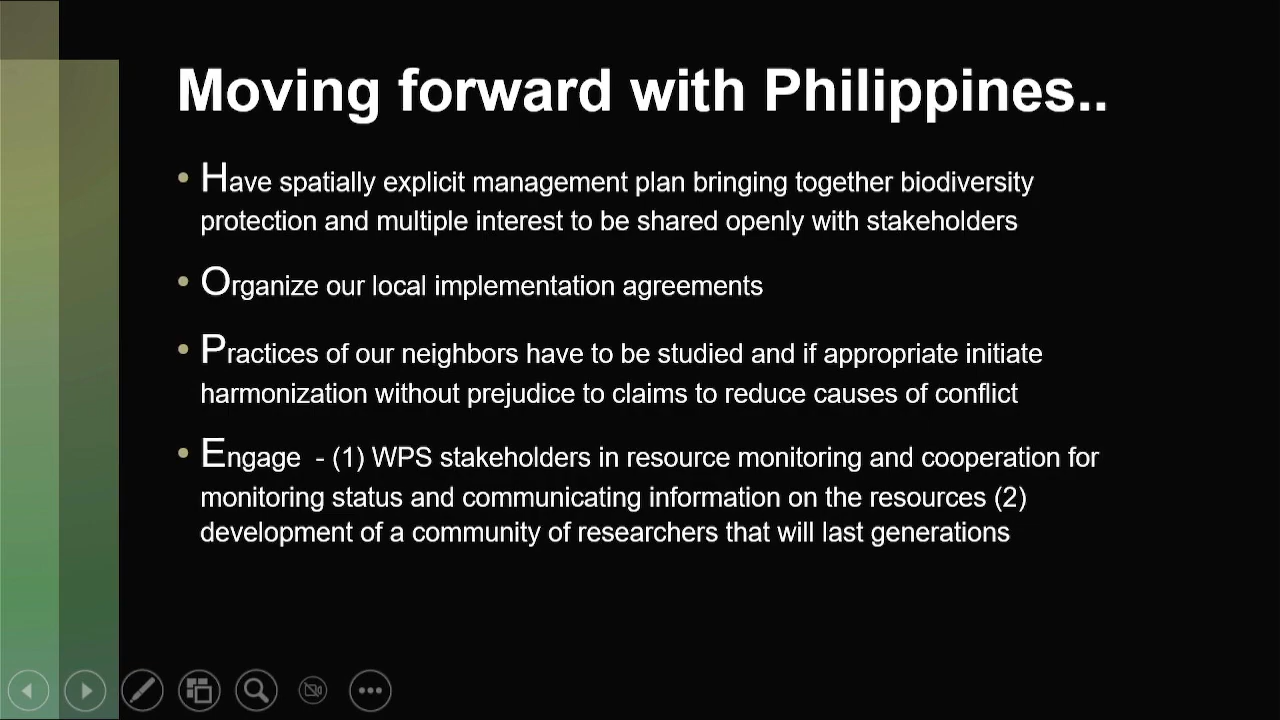 Moving forward with Philippines..
• Have spatially explicit management plan bringing together biodiversity
protection and multiple interest to be shared openly with stakeholders
• Organize our local implementation agreements
• Practices of our neighbors have to be studied and if appropriate initiate
harmonization without prejudice to claims to reduce causes of conflict
• Engage - (1) WPS stakeholders in resource monitoring and cooperation for
monitoring status and communicating information on the resources (2)
development of a community of researchers that will last generations